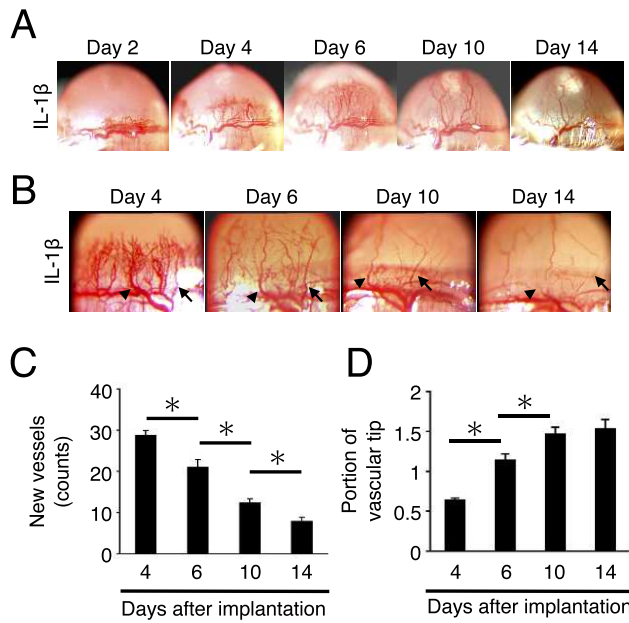 A
Day 2 Day 4 Day 6 Day 10 Day 14
IL-1β
B
Day 4 Day 6 Day 10 Day 14
IL-1β
C
New vessels
(counts)
40
30
20
10
0
* * *
4 6 10 14
Days after implantation
D
Portion of
vascular tip
2
1.5
1
0.5
0
* *
4 6 10 14
Days after implantation